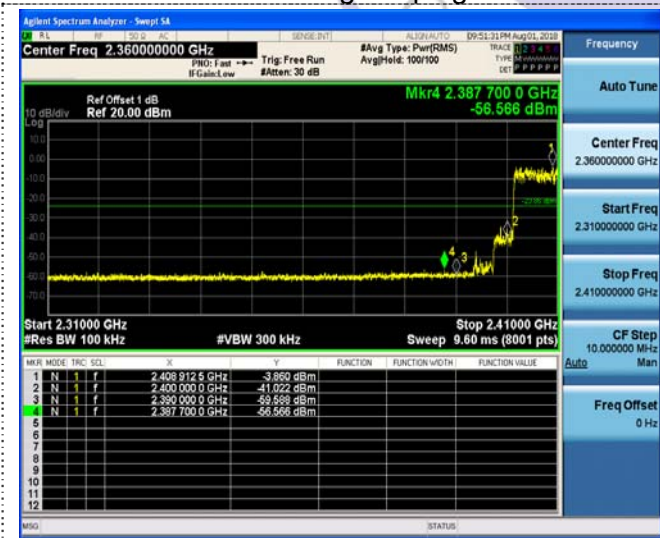 Agilent Spectrum Analyzer - Swept SA
RL RF 50 Ω AC SENSE:INT ALIGN AUTO 09:51:31 PM Aug 01, 2018
Center Freq 2.360000000 GHz
PNO: Fast
IFGain:Low
Trig: Free Run
#Atten: 30 dB
#Avg Type: Pwr(RMS)
Avg|Hold: 100/100
TRACE 1 2 3 4 5 6
TYPE
DET P P P P P P
Mkr4 2.387 700 0 GHz
-56.566 dBm
Ref Offset 1 dB
Ref 20.00 dBm
10 dB/div
Log
10.0
0.00
-10.0
-20.0
-30.0
-40.0
-50.0
-60.0
-70.0
1
2
3
4
Start 2.31000 GHz
Stop 2.41000 GHz
#Res BW 100 kHz
#VBW 300 kHz
Sweep 9.60 ms (8001 pts)
MKR MODE TRC SCL X Y FUNCTION FUNCTION WIDTH FUNCTION VALUE
1 N 1 f 2.408 912 5 GHz -3.860 dBm
2 N 1 f 2.400 000 0 GHz -41.022 dBm
3 N 1 f 2.390 000 0 GHz -59.588 dBm
4 N 1 f 2.387 700 0 GHz -56.566 dBm
5
6
7
8
9
10
11
12
MSG STATUS
Frequency
Auto Tune
Center Freq
2.360000000 GHz
Start Freq
2.310000000 GHz
Stop Freq
2.410000000 GHz
CF Step
10.000000 MHz
Auto Man
Freq Offset
0 Hz